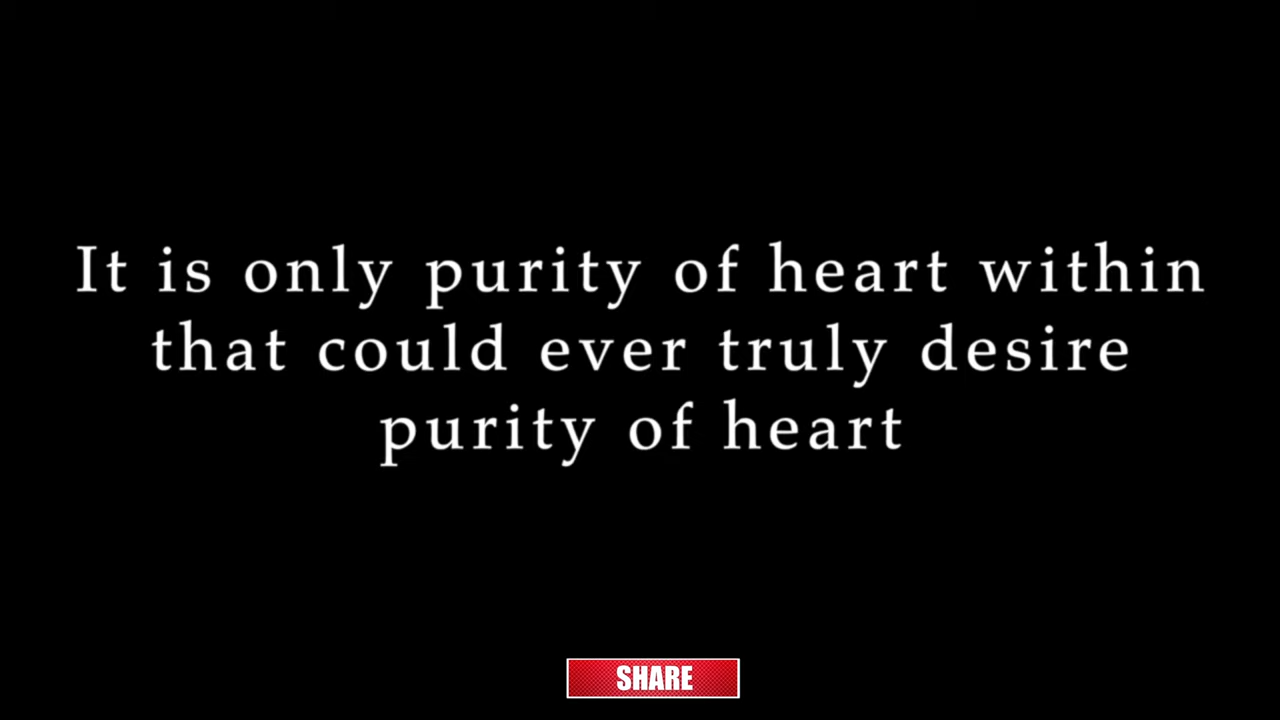 It is only purity of heart within
that could ever truly desire
purity of heart
SHARE